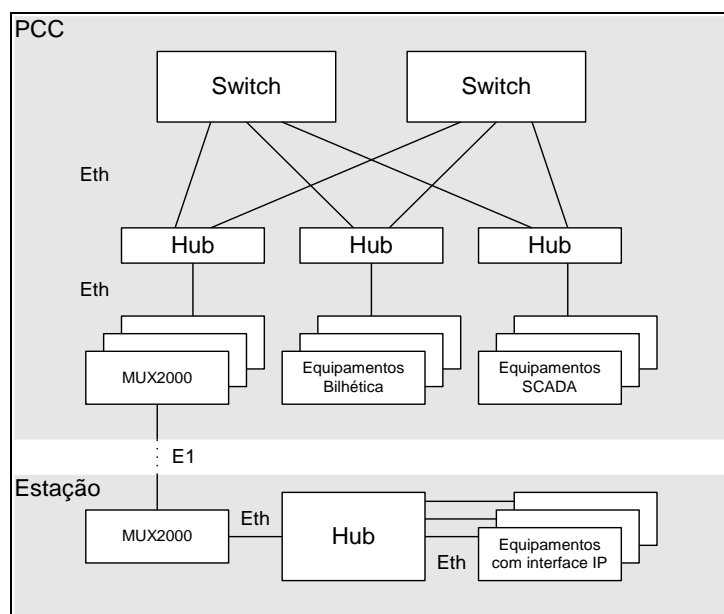 PCC
Switch
Switch
Eth
Hub
Hub
Hub
Eth
MUX2000
Equipamentos
Bilhética
Equipamentos
SCADA
E1
Estação
MUX2000
Eth
Hub
Eth
Equipamentos
com interface IP